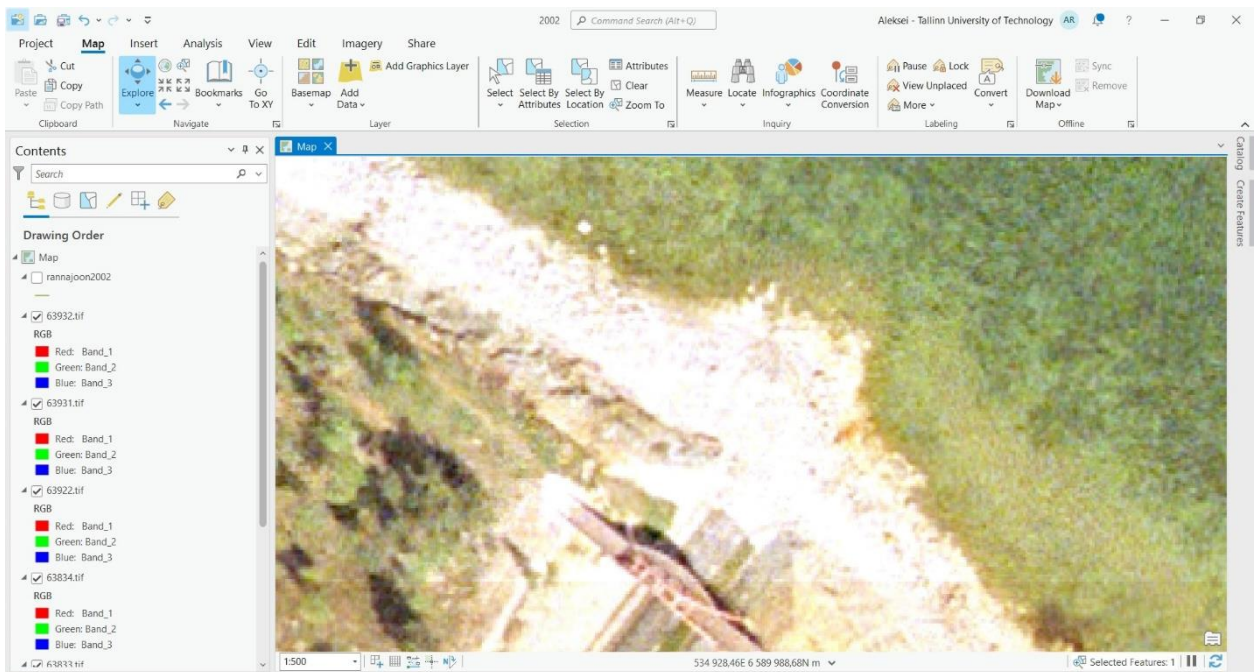 2002
Command Search (Alt+Q)
Aleksei - Tallinn University of Technology
AR
?
Project Map Insert Analysis View Edit Imagery Share
Paste
Cut
Copy
Copy Path
Clipboard
Explore
Bookmarks
Go To XY
Navigate
Basemap
Add Data
Add Graphics Layer
Layer
Select
Select By Attributes
Select By Location
Attributes
Clear
Zoom To
Selection
Measure
Locate
Infographics
Coordinate Conversion
Inquiry
Pause
Lock
View Unplaced
More
Convert
Labeling
Download Map
Sync
Remove
Offline
Contents
Search
Drawing Order
Map
rannajoon2002
63932.tif
RGB
Red: Band_1
Green: Band_2
Blue: Band_3
63931.tif
RGB
Red: Band_1
Green: Band_2
Blue: Band_3
63922.tif
RGB
Red: Band_1
Green: Band_2
Blue: Band_3
63834.tif
RGB
Red: Band_1
Green: Band_2
Blue: Band_3
63833.tif
Map
Catalog
Create Features
1:500
534 928,46E 6 589 988,68N m
Selected Features: 1